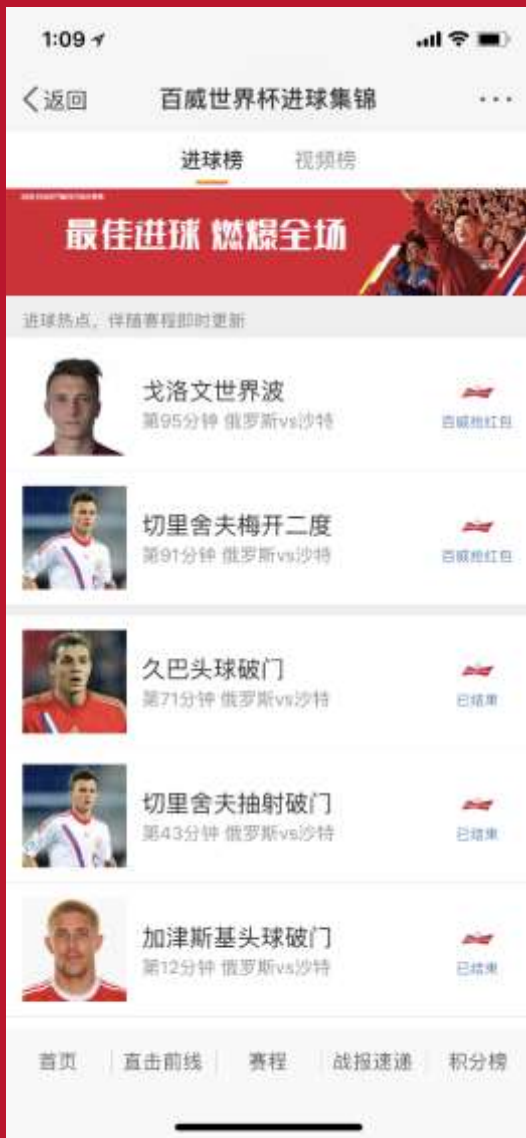 1:09
返回
百威世界杯进球集锦
进球榜
视频榜
最佳进球 燃爆全场
进球热点，伴随赛程即时更新
戈洛文世界波
第95分钟 俄罗斯vs沙特
百威抢红包
切里舍夫梅开二度
第91分钟 俄罗斯vs沙特
百威抢红包
久巴头球破门
第71分钟 俄罗斯vs沙特
已结束
切里舍夫抽射破门
第43分钟 俄罗斯vs沙特
已结束
加津斯基头球破门
第12分钟 俄罗斯vs沙特
已结束
首页
直击前线
赛程
战报速递
积分榜